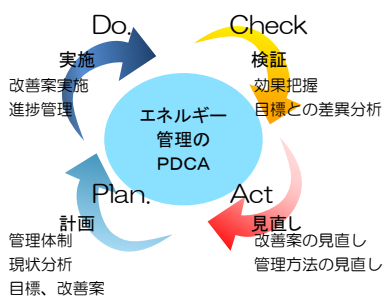 Do.
実施
改善案実施
進捗管理
Check
検証
効果把握
目標との差異分析
エネルギー
管理の
PDCA
Plan.
計画
管理体制
現状分析
目標、改善案
Act
見直し
改善案の見直し
管理方法の見直し